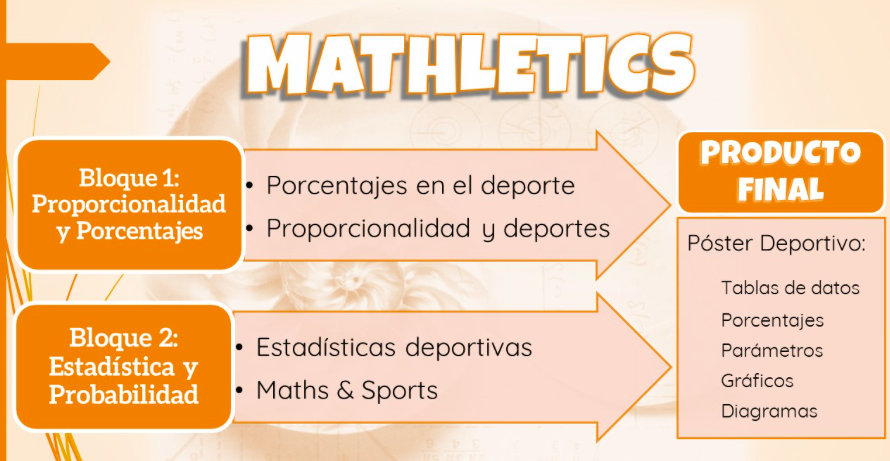 MATHLETICS
Bloque 1:
Proporcionalidad
y Porcentajes
• Porcentajes en el deporte
• Proporcionalidad y deportes
Bloque 2:
Estadística y
Probabilidad
• Estadísticas deportivas
• Maths & Sports
PRODUCTO
FINAL
Póster Deportivo:
Tablas de datos
Porcentajes
Parámetros
Gráficos
Diagramas